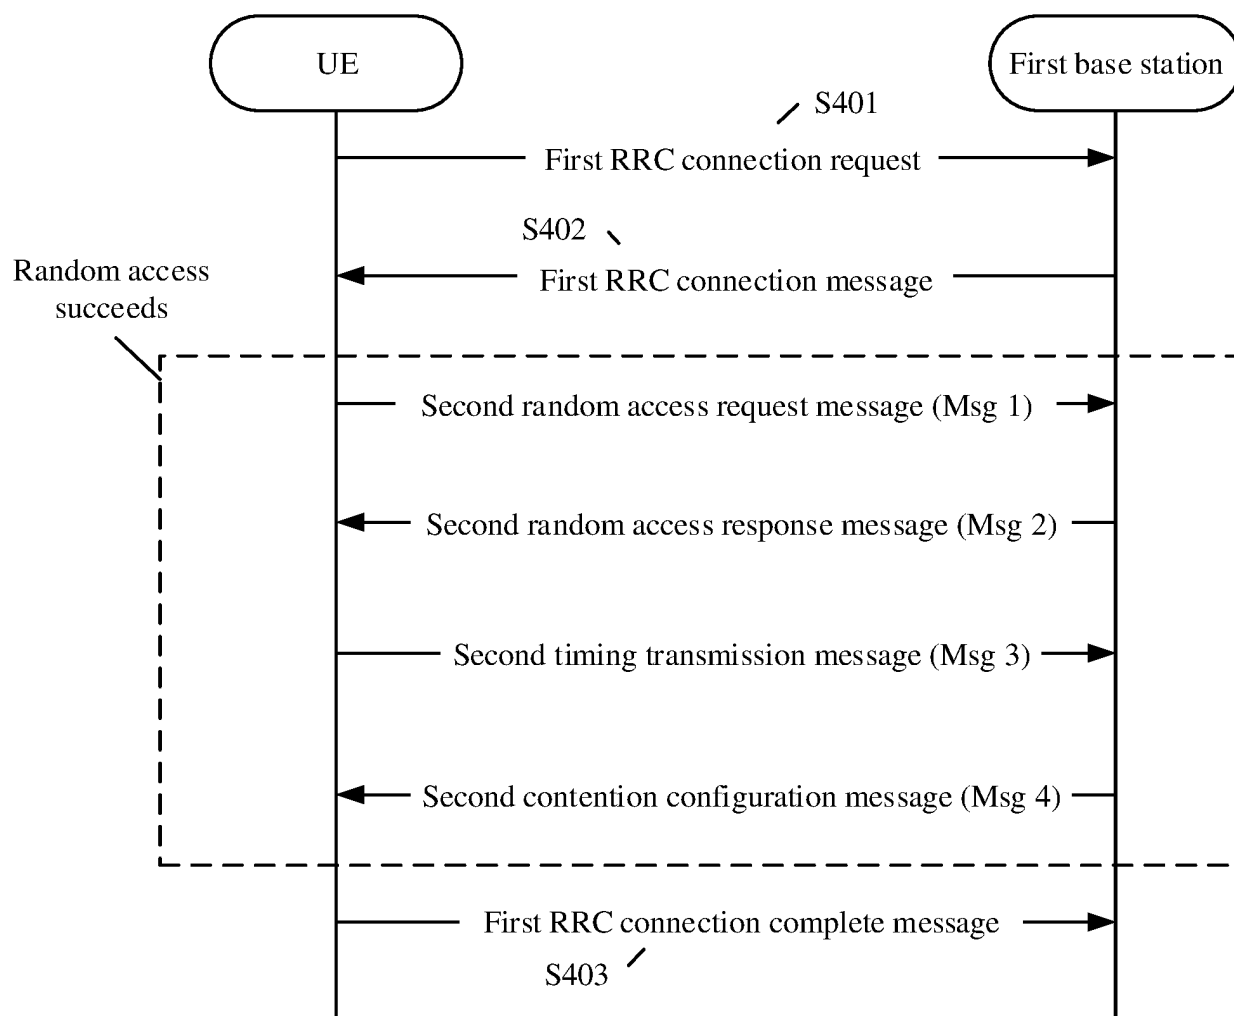 UE
First base station
S401
First RRC connection request
S402
First RRC connection message
Random access
succeeds
Second random access request message (Msg 1)
Second random access response message (Msg 2)
Second timing transmission message (Msg 3)
Second contention configuration message (Msg 4)
First RRC connection complete message
S403